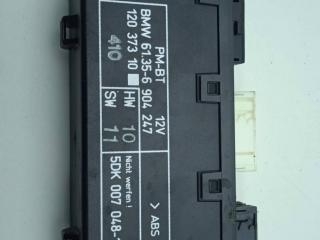 PM-BT
BMW 61.35-6 904 247
120 373 10 12V
410
HW 10
SW 11
Nicht werfen!
5DK 007 048-
> ABS